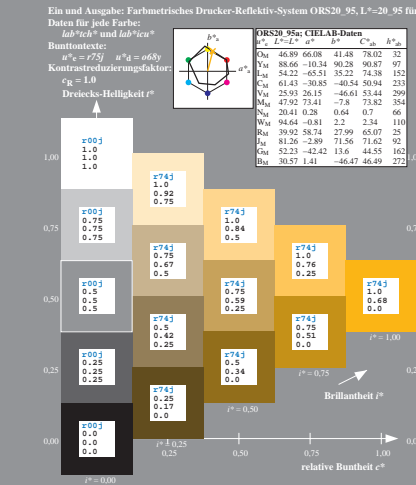 Ein und Ausgabe: Farbmetrisches Drucker-Reflektiv-System ORS20_95, L*=20_95 für
Daten für jede Farbe:
lab*tch* und lab*icu*
Bunttontexte:
u*e = r75j   u*d = o68y
Kontrastreduzierungsfaktor:
cR = 1.0
Dreiecks-Helligkeit t*
b*a
a*a
ORS20_95a; CIELAB-Daten
u*e L*=L* a* b* C*ab h*ab
OM 46.89 66.08 41.48 78.02 32
YM 88.66 -10.34 90.28 90.87 97
LM 54.22 -65.51 35.22 74.38 152
CM 61.43 -30.85 -40.54 50.94 233
VM 25.93 26.15 -46.61 53.44 299
MM 47.92 73.41 -7.8 73.82 354
NM 20.41 0.28 0.64 0.7 66
WM 94.64 -0.81 2.2 2.34 110
RM 39.92 58.74 27.99 65.07 25
JM 81.26 -2.89 71.56 71.62 92
GM 52.23 -42.42 13.6 44.55 162
BM 30.57 1.41 -46.47 46.49 272
1,00
r00j
1.0
1.0
1.0
r74j
1.0
0.92
0.75
1,0
0,75
r00j
0.75
0.75
0.75
r74j
0.75
0.67
0.5
r74j
1.0
0.84
0.5
r74j
1.0
0.76
0.25
0,7
0,50
r00j
0.5
0.5
0.5
r74j
0.5
0.42
0.25
r74j
0.75
0.59
0.25
r74j
0.75
0.51
0.0
r74j
1.0
0.68
0.0
0,5
i* = 1,00
0,25
r00j
0.25
0.25
0.25
r74j
0.25
0.17
0.0
r74j
0.5
0.34
0.0
i* = 0,75
0,2
Brillantheit i*
i* = 0,50
0,00
r00j
0.0
0.0
0.0
i* = 0,25
0,0
0,25 0,50 0,75 1,00
relative Buntheit c*
i* = 0,00